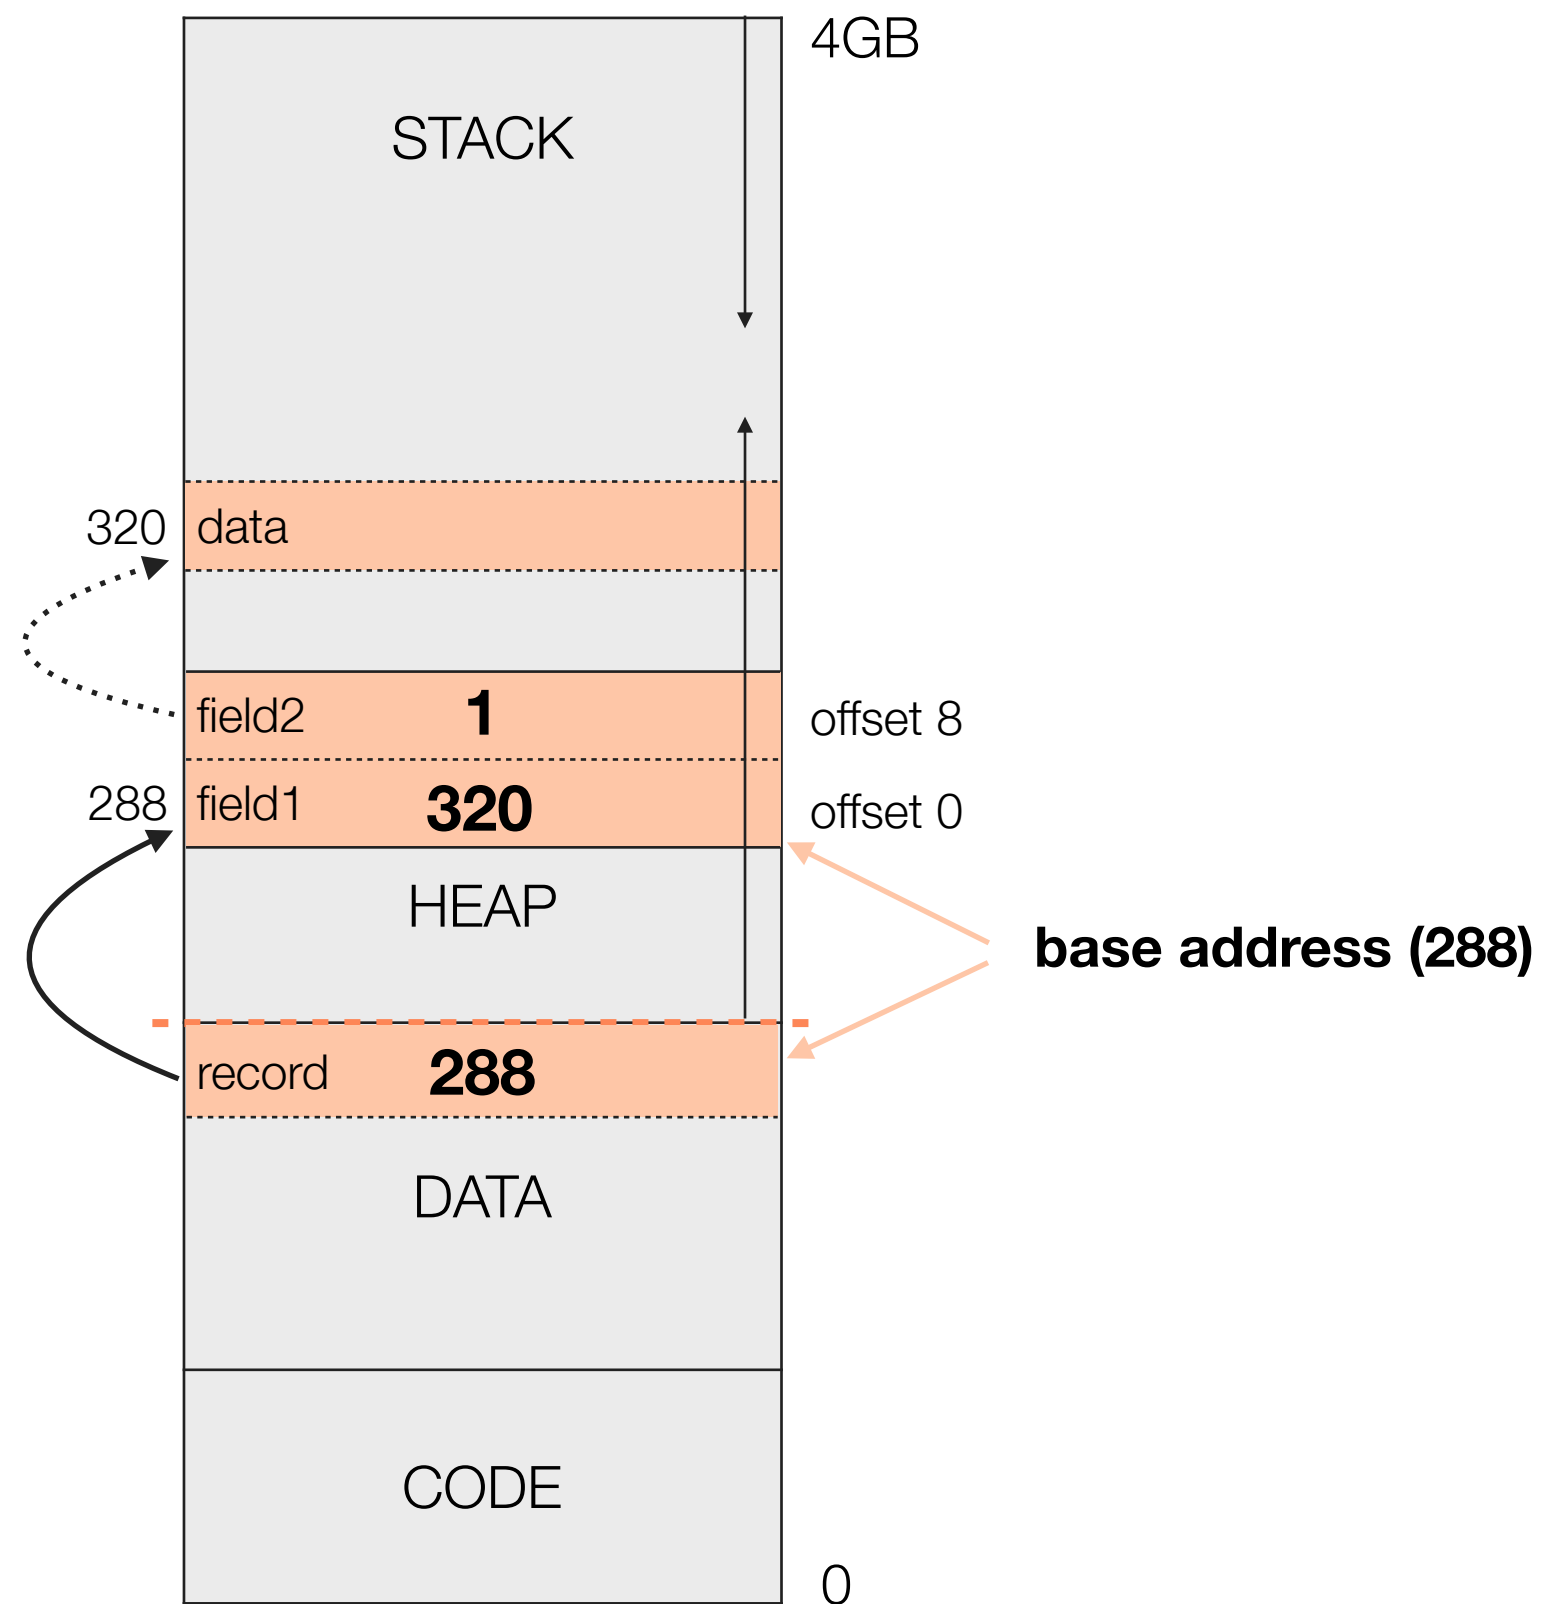 4GB
STACK
320 data
field2 1 offset 8
288 field1 320 offset 0
HEAP
base address (288)
record 288
DATA
CODE
0